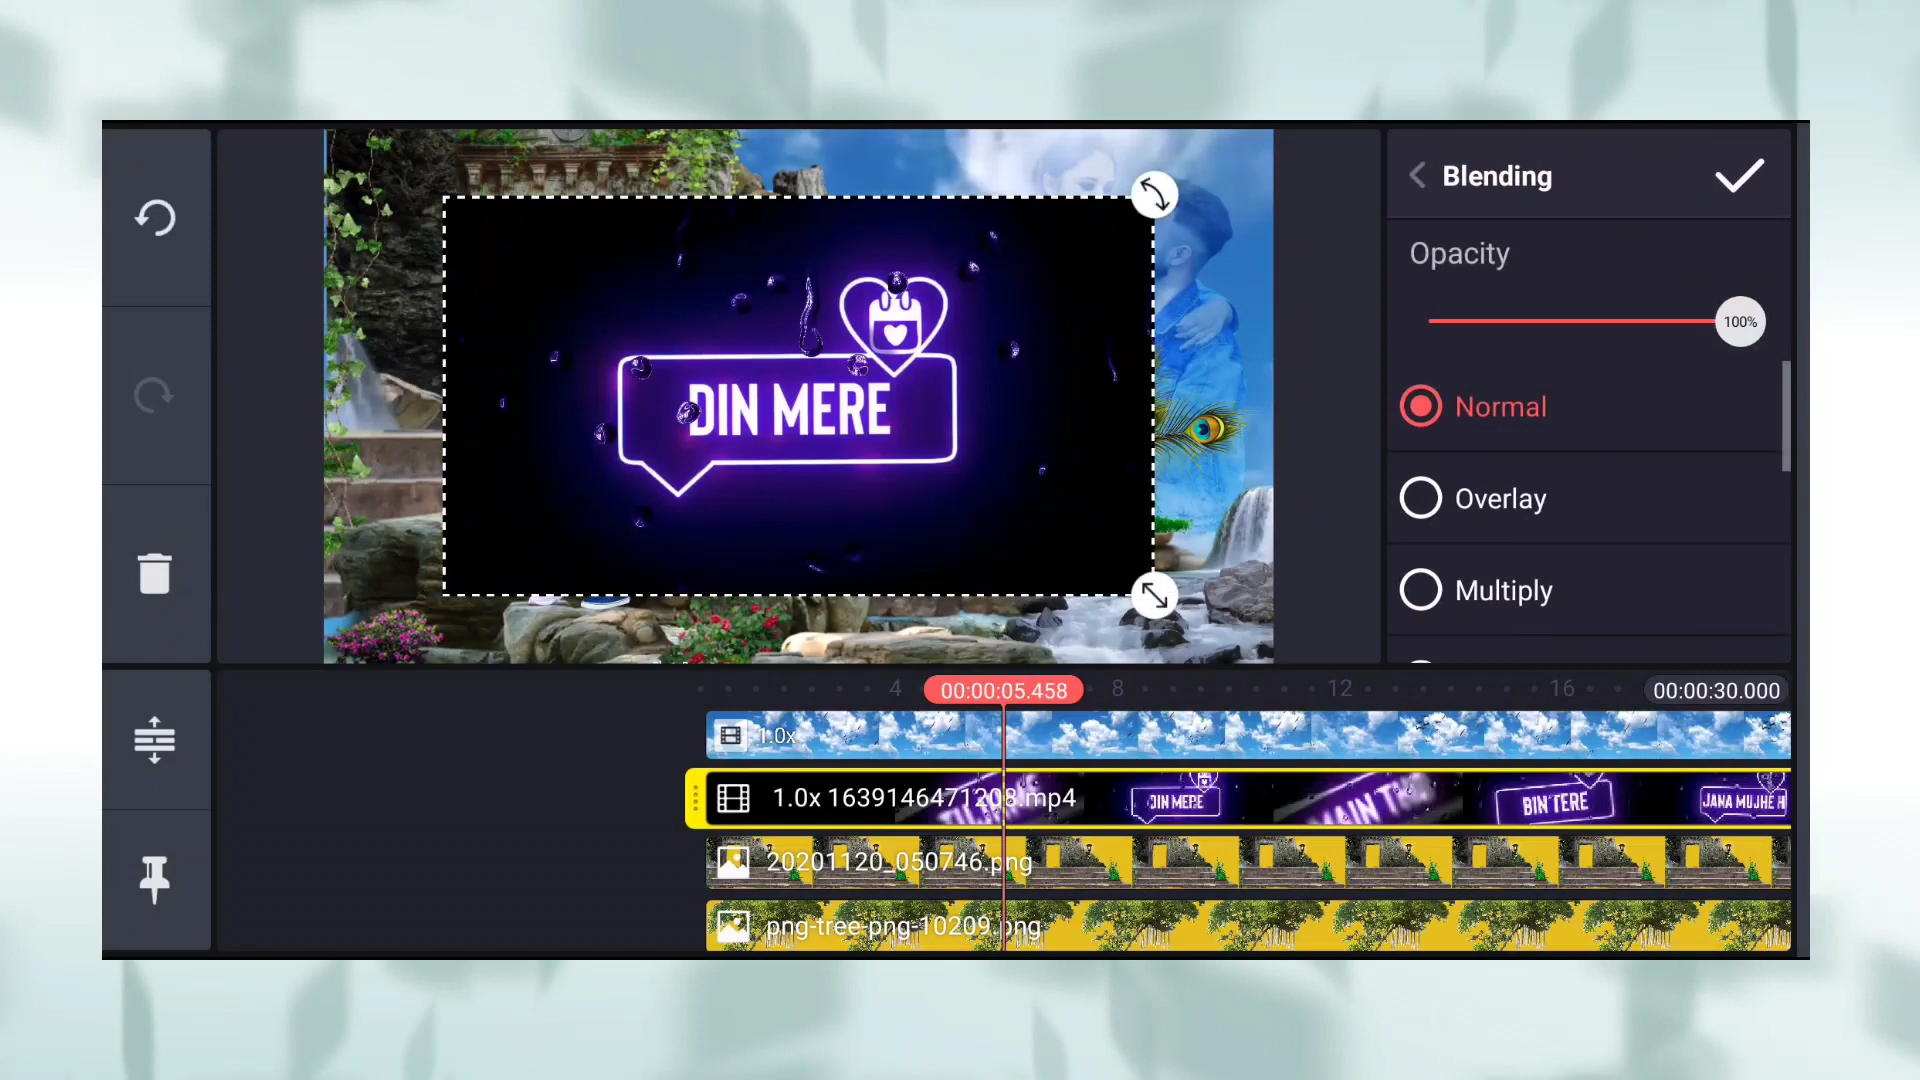 Blending
Opacity
100%
Normal
Overlay
Multiply
DIN MERE
4
00:00:05.458
8
12
16
00:00:30.000
1.0x
1.0x 1639146471208.mp4
DIN MERE
BIN TERE
JANA MUJHE
20201120_050746.png
png-tree-png-10209.png